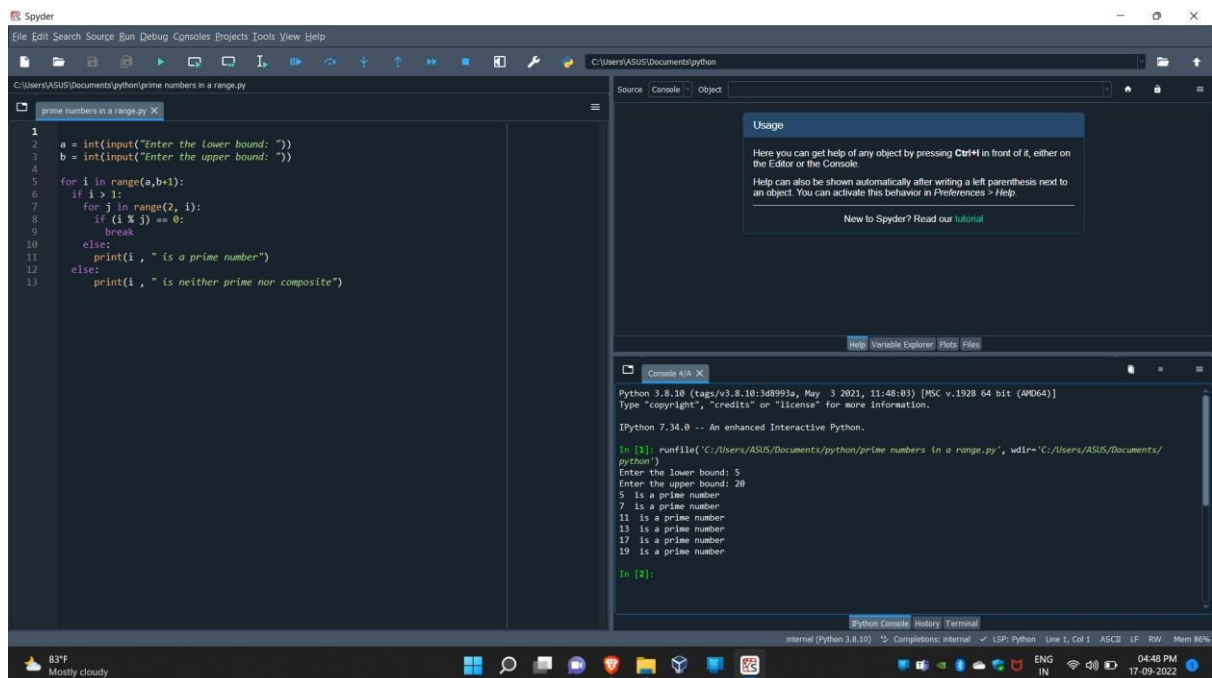 Spyder
File Edit Search Source Run Debug Consoles Projects Tools View Help
C:\Users\ASUS\Documents\python
C:\Users\ASUS\Documents\python\prime numbers in a range.py
prime numbers in a range.py
1
2 a = int(input("Enter the lower bound: "))
3 b = int(input("Enter the upper bound: "))
4
5 for i in range(a,b+1):
6   if i > 1:
7     for j in range(2, i):
8       if (i % j) == 0:
9         break
10     else:
11       print(i , " is a prime number")
12   else:
13       print(i , " is neither prime nor composite")
Source Console Object
Usage
Here you can get help of any object by pressing Ctrl+I in front of it, either on
the Editor or the Console.
Help can also be shown automatically after writing a left parenthesis next to
an object. You can activate this behavior in Preferences > Help.
New to Spyder? Read our tutorial
Help Variable Explorer Plots Files
Console 4/A
Python 3.8.10 (tags/v3.8.10:3d8993a, May  3 2021, 11:48:03) [MSC v.1928 64 bit (AMD64)]
Type "copyright", "credits" or "license" for more information.
IPython 7.34.0 -- An enhanced Interactive Python.
In [1]: runfile('C:/Users/ASUS/Documents/python/prime numbers in a range.py', wdir='C:/Users/ASUS/Documents/
python')
Enter the lower bound: 5
Enter the upper bound: 20
5  is a prime number
7  is a prime number
11  is a prime number
13  is a prime number
17  is a prime number
19  is a prime number
In [2]:
IPython Console History Terminal
internal (Python 3.8.10) Completions: internal LSP: Python Line 1, Col 1 ASCII LF RW Mem 86%
83°F
Mostly cloudy
ENG
IN
04:48 PM
17-09-2022
1